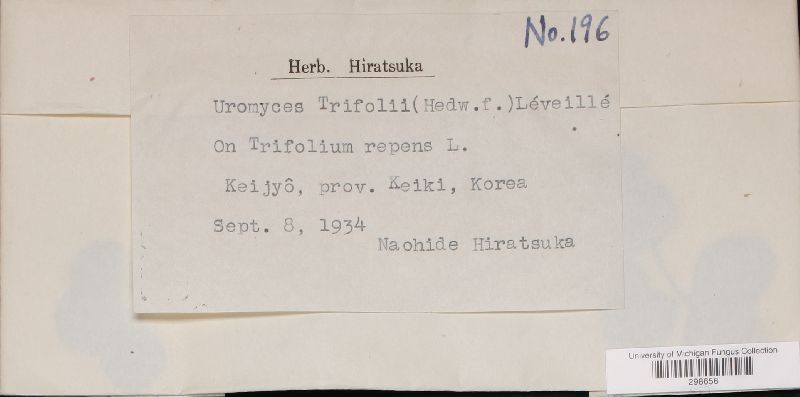 No.196
Herb. Hiratsuka
Uromyces Trifolii(Hedw.f.)Léveillé
On Trifolium repens L.
Keijyô, prov. Keiki, Korea
Sept. 8, 1934
Naohide Hiratsuka
University of Michigan Fungus Collection
298656